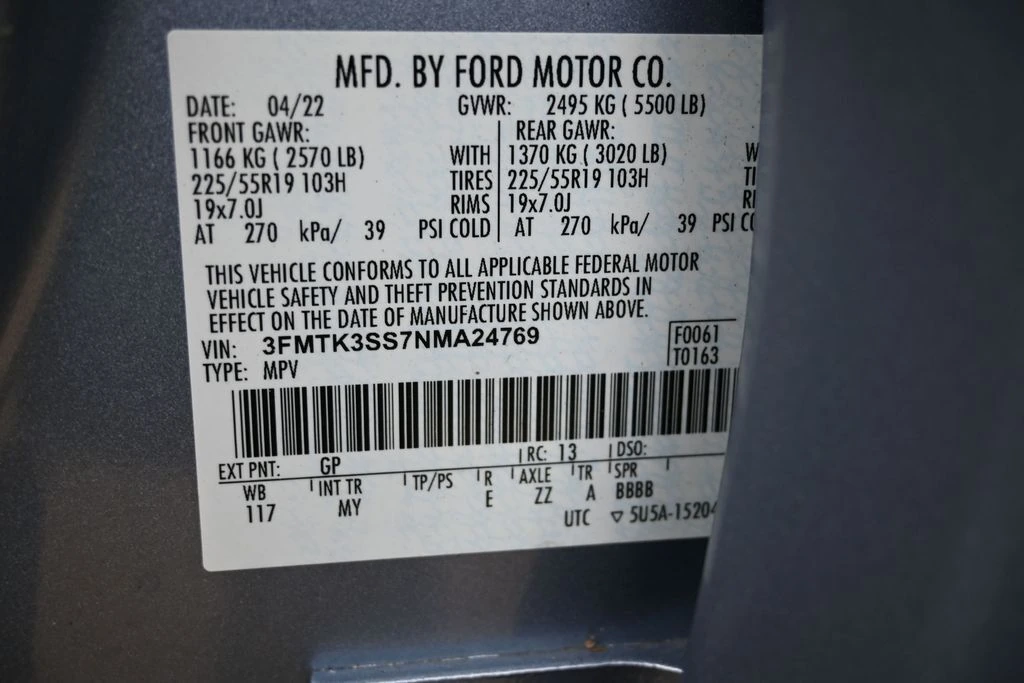 MFD. BY FORD MOTOR CO.
DATE: 04/22 GVWR: 2495 KG ( 5500 LB)
FRONT GAWR: REAR GAWR:
1166 KG ( 2570 LB) WITH 1370 KG ( 3020 LB) W
225/55R19 103H TIRES 225/55R19 103H TI
19x7.0J RIMS 19x7.0J RI
AT 270 kPa/ 39 PSI COLD AT 270 kPa/ 39 PSI CO
THIS VEHICLE CONFORMS TO ALL APPLICABLE FEDERAL MOTOR
VEHICLE SAFETY AND THEFT PREVENTION STANDARDS IN
EFFECT ON THE DATE OF MANUFACTURE SHOWN ABOVE.
VIN: 3FMTK3SS7NMA24769 F0061
TYPE: MPV T0163
EXT PNT: GP RC: 13 DSO:
WB INT TR TP/PS R AXLE TR SPR
117 MY E ZZ A BBBB
UTC ▽ 5U5A-15204